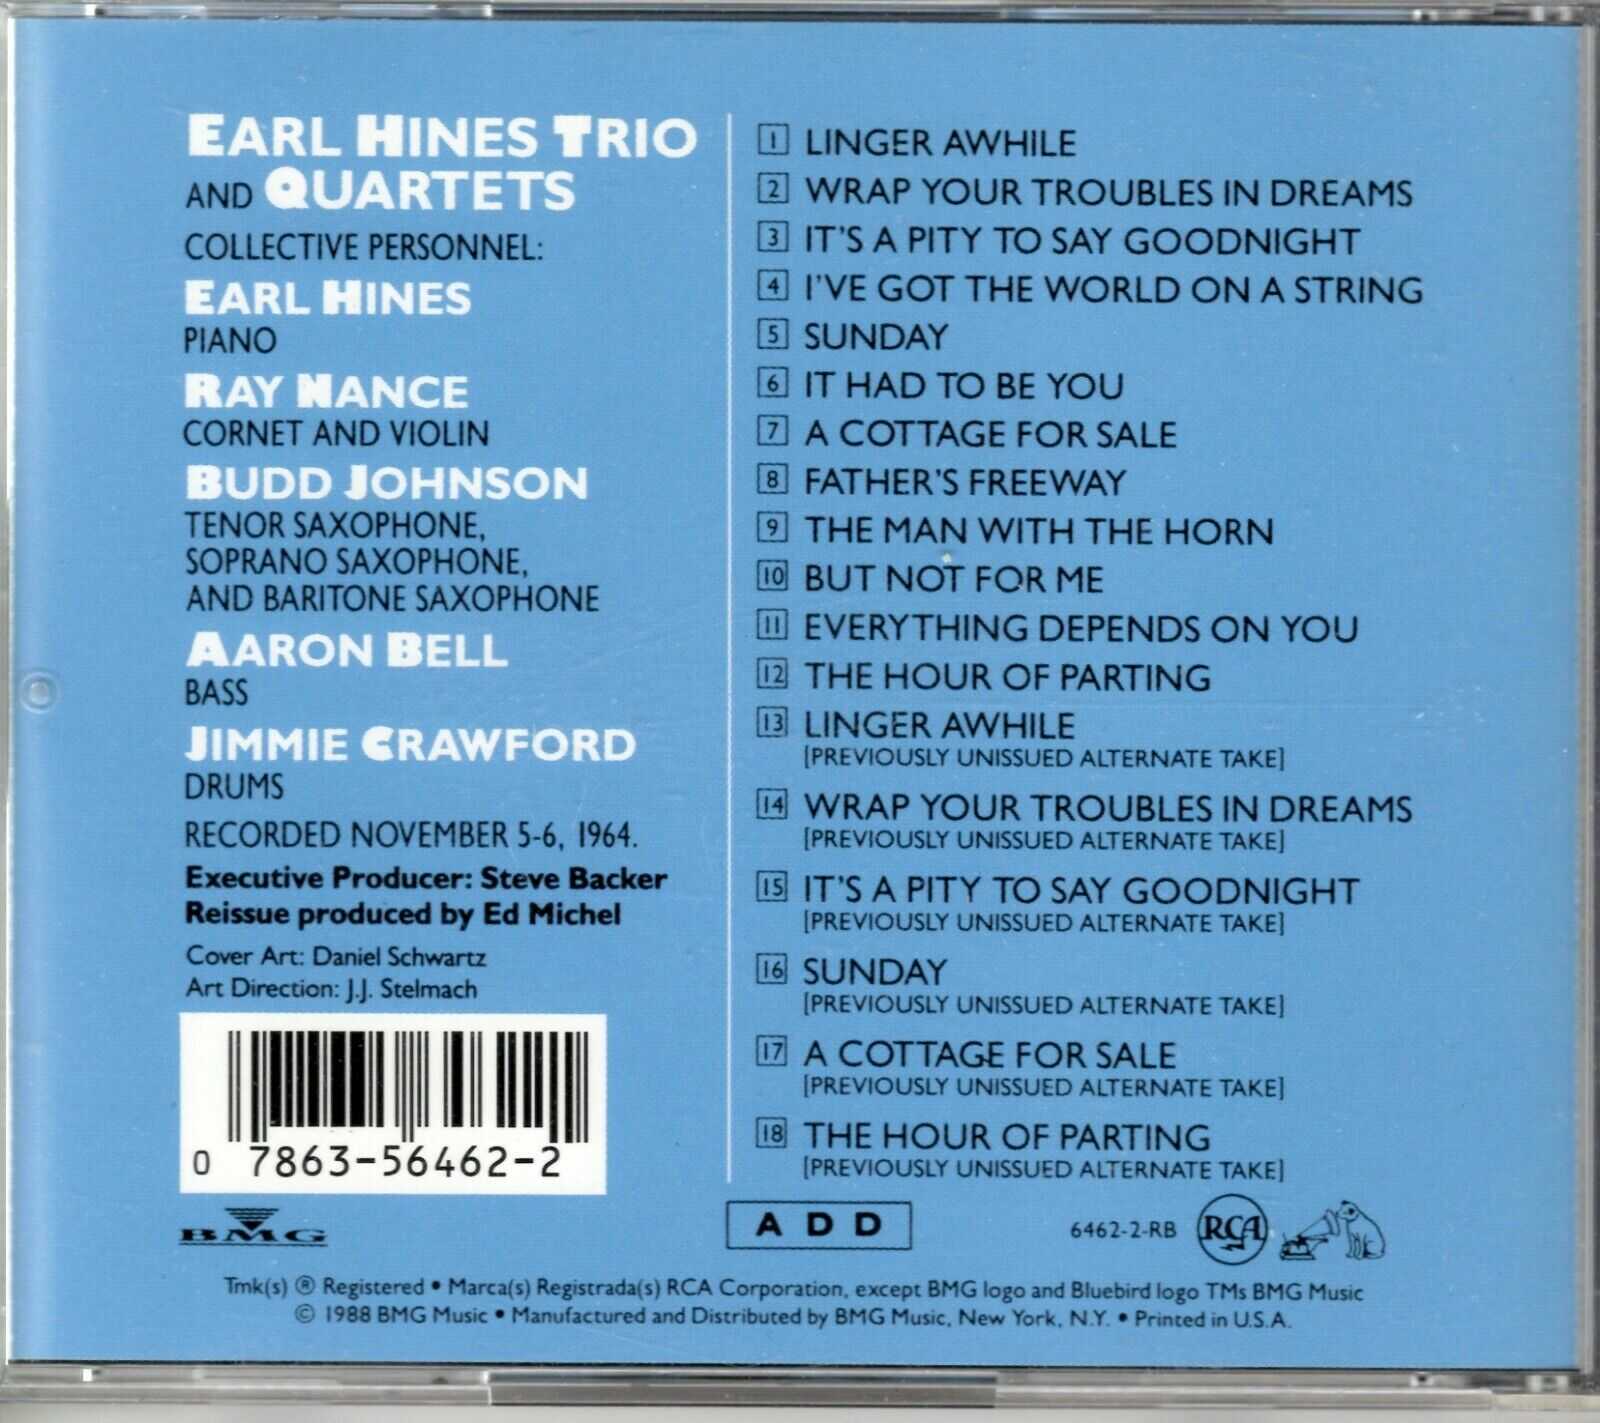 EARL HINES TRIO
AND QUARTETS
COLLECTIVE PERSONNEL:
EARL HINES
PIANO
RAY NANCE
CORNET AND VIOLIN
BUDD JOHNSON
TENOR SAXOPHONE,
SOPRANO SAXOPHONE,
AND BARITONE SAXOPHONE
AARON BELL
BASS
JIMMIE CRAWFORD
DRUMS
RECORDED NOVEMBER 5-6, 1964.
Executive Producer: Steve Backer
Reissue produced by Ed Michel
Cover Art: Daniel Schwartz
Art Direction: J.J. Stelmach
0 7863-56462-2
BMG
1 LINGER AWHILE
2 WRAP YOUR TROUBLES IN DREAMS
3 IT'S A PITY TO SAY GOODNIGHT
4 I'VE GOT THE WORLD ON A STRING
5 SUNDAY
6 IT HAD TO BE YOU
7 A COTTAGE FOR SALE
8 FATHER'S FREEWAY
9 THE MAN WITH THE HORN
10 BUT NOT FOR ME
11 EVERYTHING DEPENDS ON YOU
12 THE HOUR OF PARTING
13 LINGER AWHILE
[PREVIOUSLY UNISSUED ALTERNATE TAKE]
14 WRAP YOUR TROUBLES IN DREAMS
[PREVIOUSLY UNISSUED ALTERNATE TAKE]
15 IT'S A PITY TO SAY GOODNIGHT
[PREVIOUSLY UNISSUED ALTERNATE TAKE]
16 SUNDAY
[PREVIOUSLY UNISSUED ALTERNATE TAKE]
17 A COTTAGE FOR SALE
[PREVIOUSLY UNISSUED ALTERNATE TAKE]
18 THE HOUR OF PARTING
[PREVIOUSLY UNISSUED ALTERNATE TAKE]
A D D
6462-2-RB
RCA
Tmk(s) ® Registered • Marca(s) Registrada(s) RCA Corporation, except BMG logo and Bluebird logo TMs BMG Music
© 1988 BMG Music • Manufactured and Distributed by BMG Music, New York, N.Y. • Printed in U.S.A.